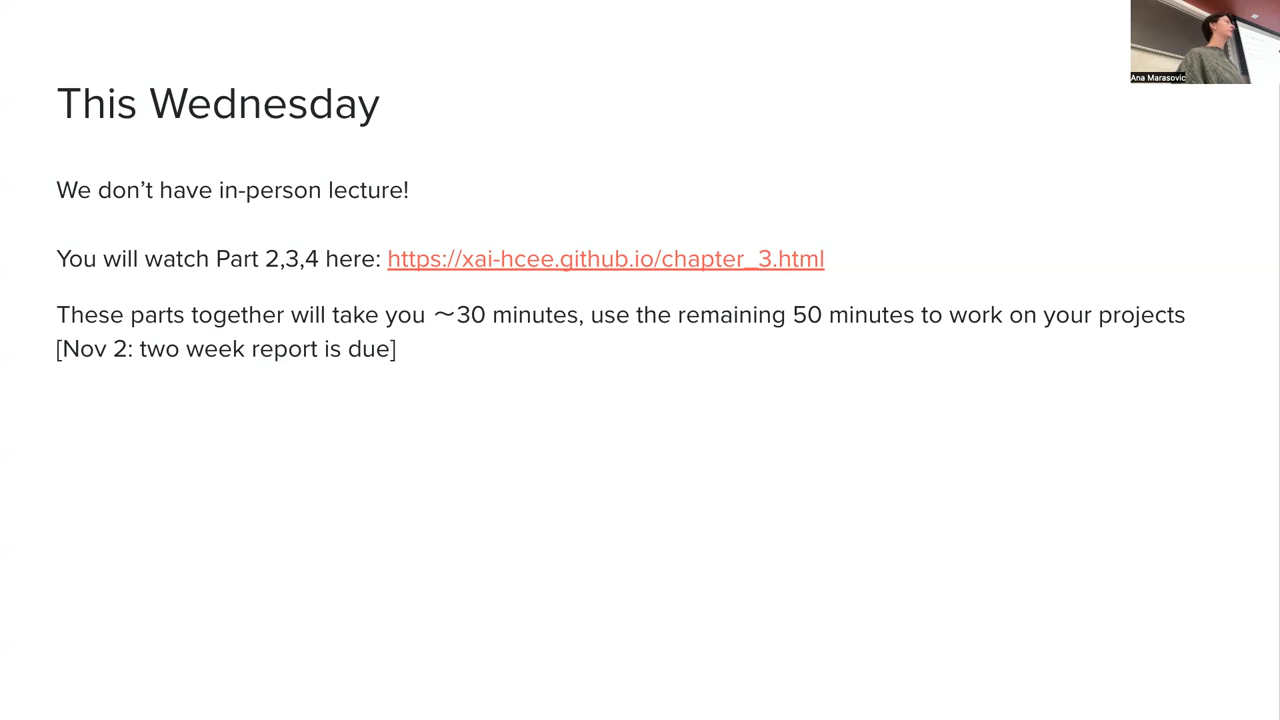 This Wednesday
We don’t have in-person lecture!
You will watch Part 2,3,4 here: https://xai-hcee.github.io/chapter_3.html
These parts together will take you ~30 minutes, use the remaining 50 minutes to work on your projects
[Nov 2: two week report is due]
Ana Marasovic